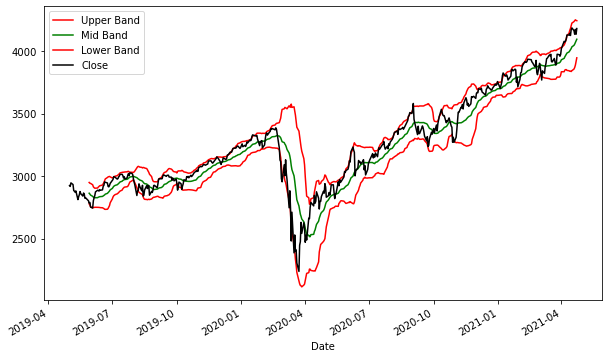 Upper Band
Mid Band
Lower Band
Close
4000
3500
3000
2500
2019-04
2019-07
2019-10
2020-01
2020-04
2020-07
2020-10
2021-01
2021-04
Date